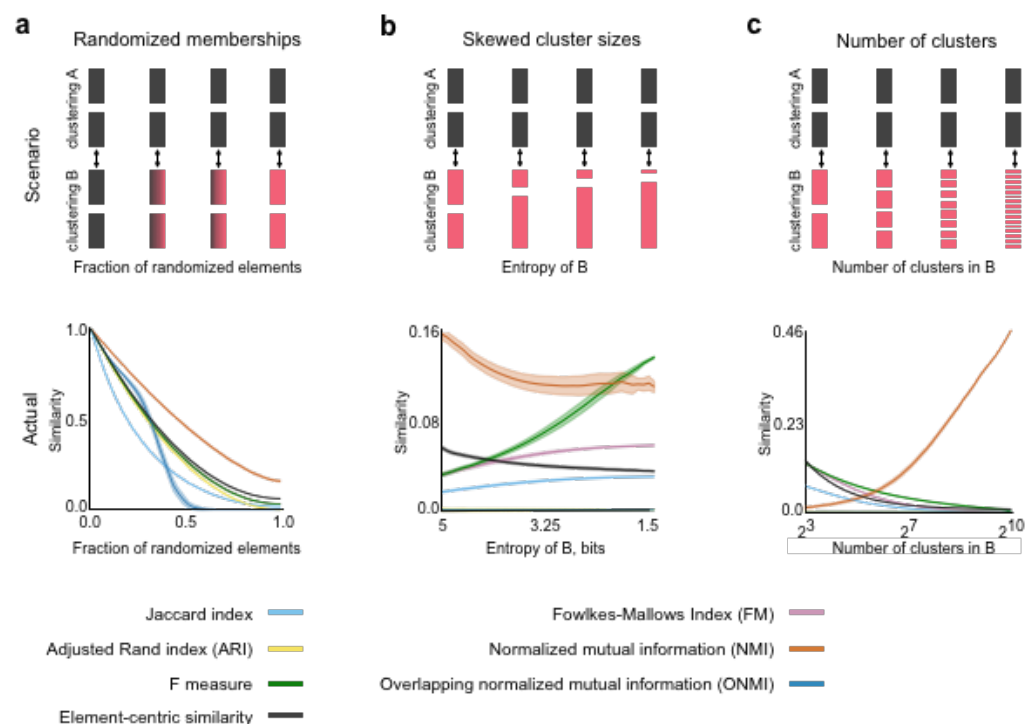 a
Randomized memberships
b
Skewed cluster sizes
c
Number of clusters
Scenario
clustering A
clustering B
clustering A
clustering B
clustering A
clustering B
Fraction of randomized elements
Entropy of B
Number of clusters in B
Actual
Similarity
1.0
0.5
0.0
0.0
0.5
1.0
Fraction of randomized elements
Similarity
0.16
0.08
0.0
5
3.25
1.5
Entropy of B, bits
Similarity
0.46
0.23
0.0
2^3
2^7
2^10
Number of clusters in B
Jaccard index
Adjusted Rand index (ARI)
F measure
Element-centric similarity
Fowlkes-Mallows Index (FM)
Normalized mutual information (NMI)
Overlapping normalized mutual information (ONMI)